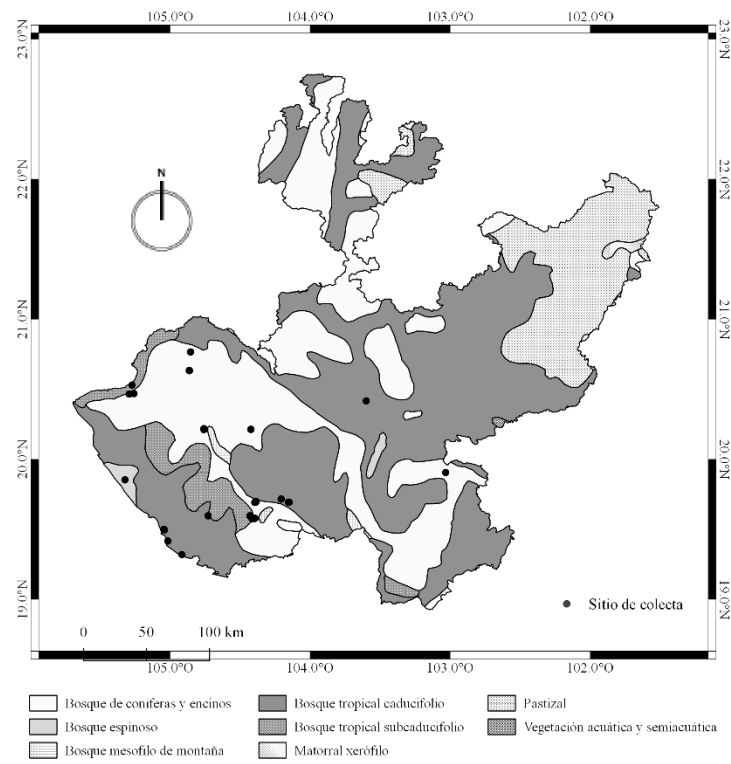 105.0°O 104.0°O 103.0°O 102.0°O
23.0°N 23.0°N
N
22.0°N 22.0°N
21.0°N 21.0°N
20.0°N 20.0°N
19.0°N 19.0°N
Sitio de colecta
0 50 100 km
105.0°O 104.0°O 103.0°O 102.0°O
Bosque de coniferas y encinos Bosque tropical caducifolio Pastizal
Bosque espinoso Bosque tropical subcaducifolio Vegetación acuática y semiacuática
Bosque mesofilo de montaña Matorral xerófilo